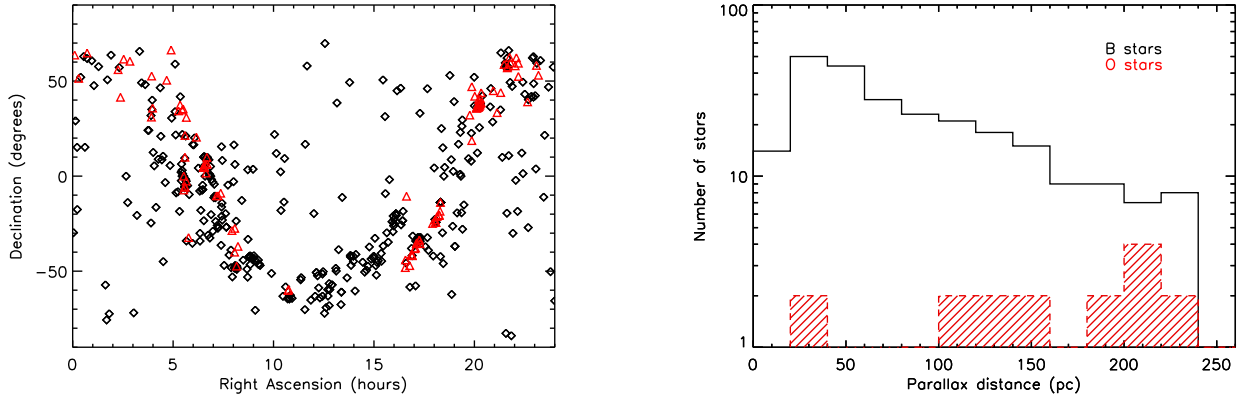 50
0
−50
0
5
10
15
20
Declination (degrees)
Right Ascension (hours)
100
10
1
0
50
100
150
200
250
Number of stars
Parallax distance (pc)
B stars
O stars